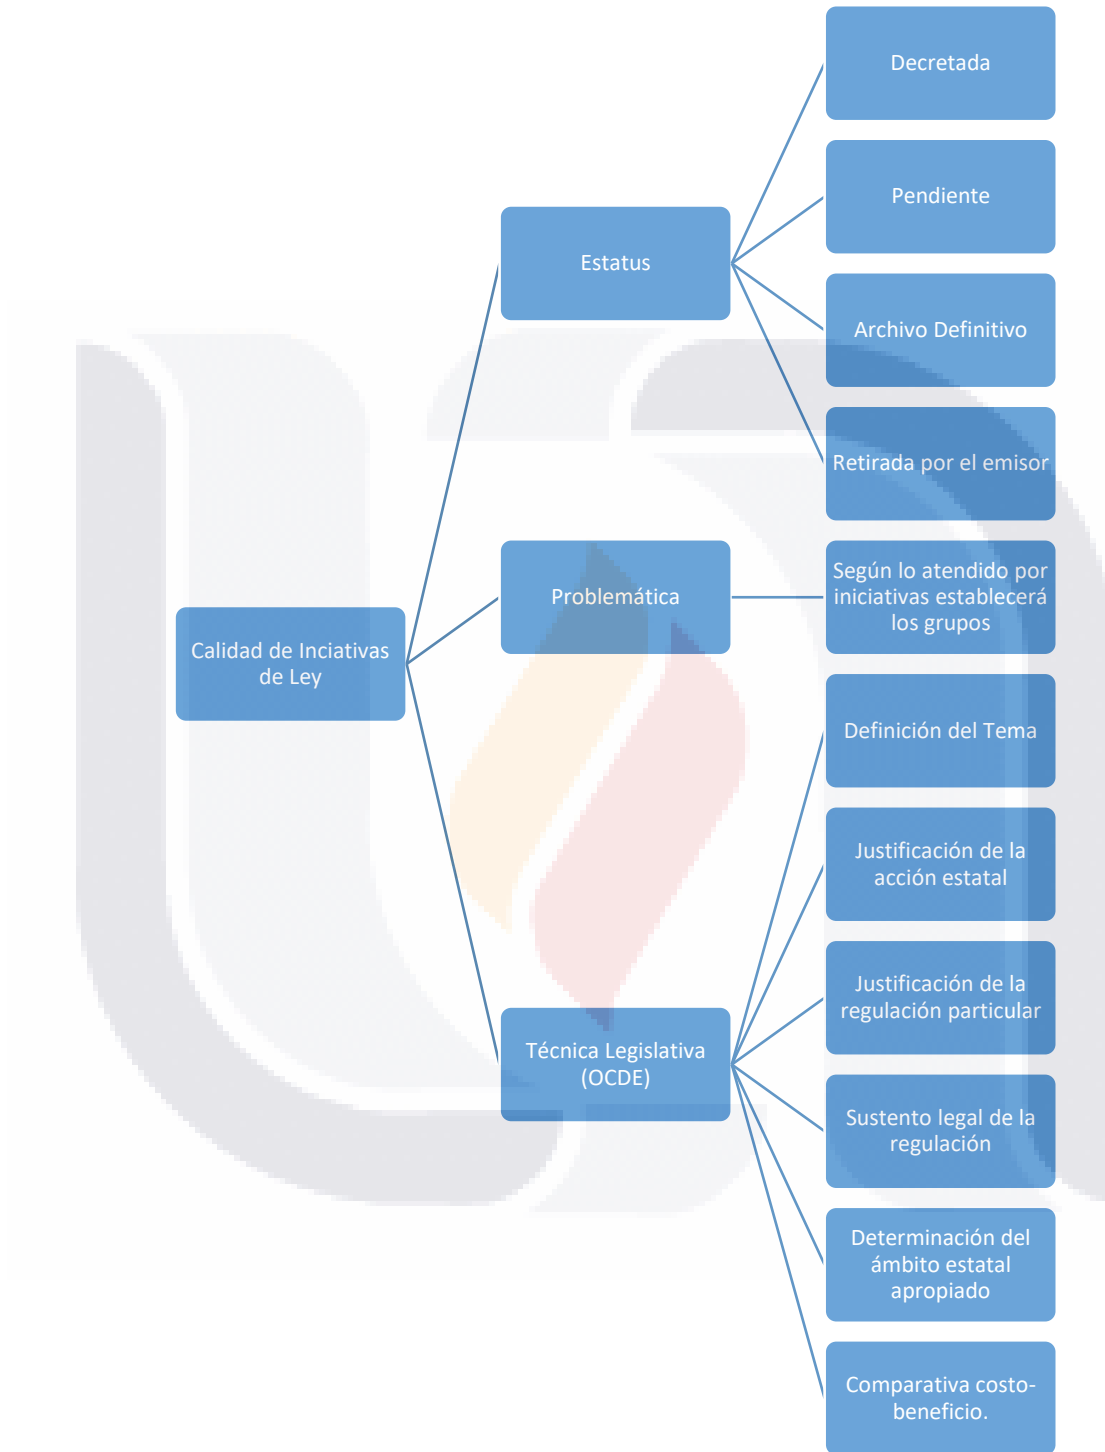 Decretada
Pendiente
Estatus
Archivo Definitivo
Retirada por el emisor
Problemática
Según lo atendido por
iniciativas establecerá
los grupos
Calidad de Inciativas
de Ley
Definición del Tema
Justificación de la
acción estatal
Justificación de la
regulación particular
Técnica Legislativa
(OCDE)
Sustento legal de la
regulación
Determinación del
ámbito estatal
apropiado
Comparativa costo-
beneficio.